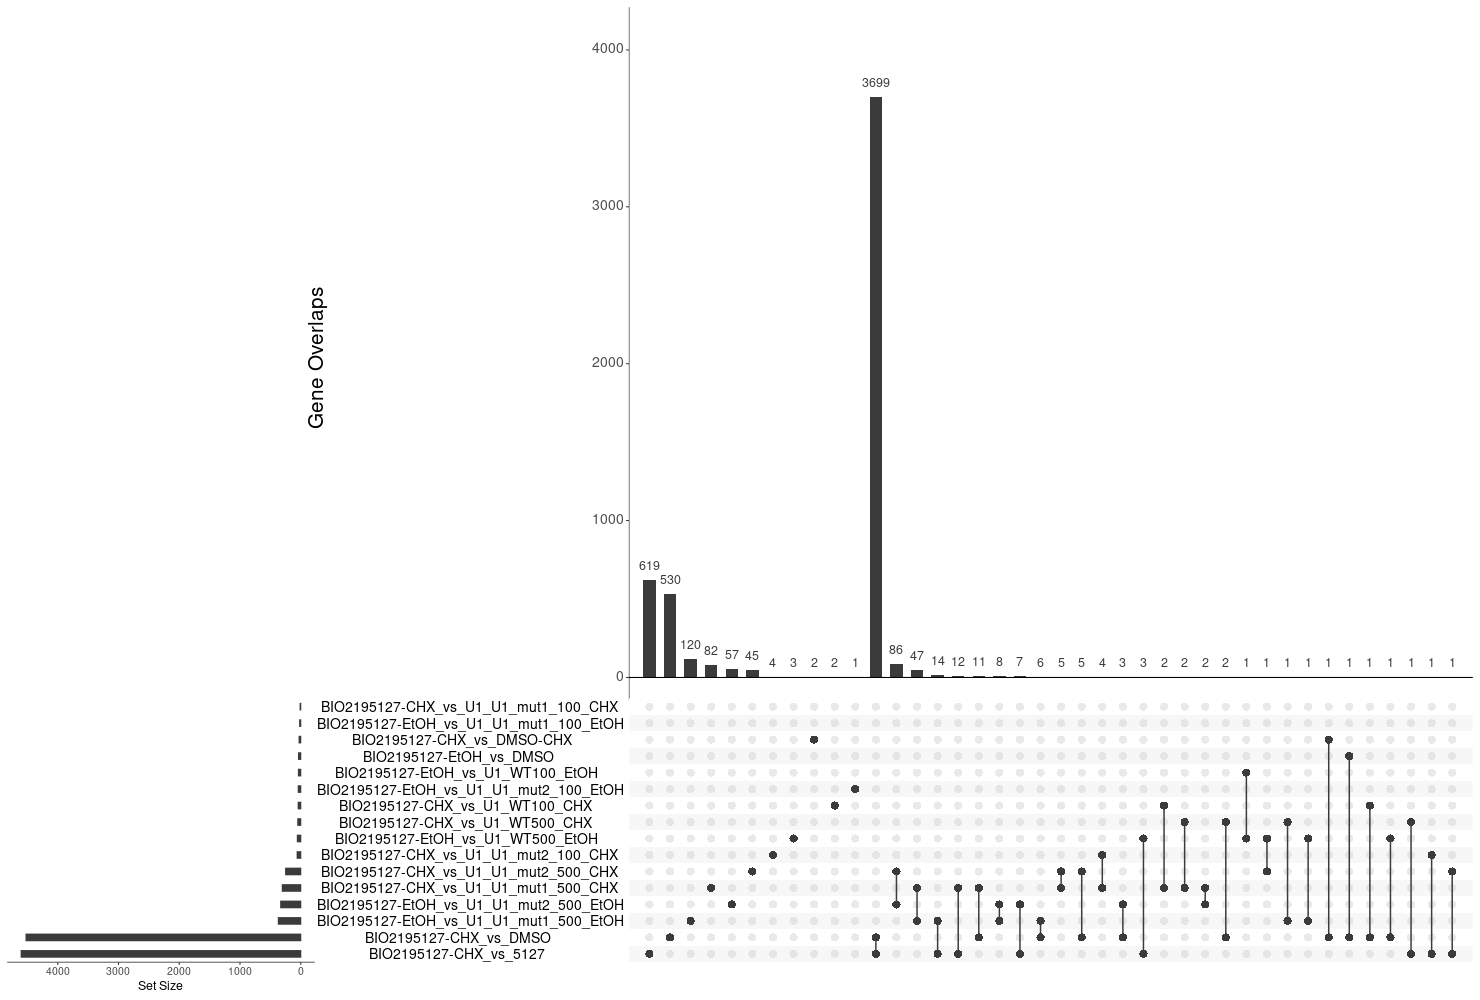 4000
3699
3000
Gene Overlaps
2000
1000
619
530
120 82 57 45 4 3 2 2 1 86 47 14 12 11 8 7 6 5 5 4 3 3 2 2 2 2 1 1 1 1 1 1 1 1 1 1 1
0
BIO2195127-CHX_vs_U1_U1_mut1_100_CHX
BIO2195127-EtOH_vs_U1_U1_mut1_100_EtOH
BIO2195127-CHX_vs_DMSO-CHX
BIO2195127-EtOH_vs_DMSO
BIO2195127-EtOH_vs_U1_WT100_EtOH
BIO2195127-EtOH_vs_U1_U1_mut2_100_EtOH
BIO2195127-CHX_vs_U1_WT100_CHX
BIO2195127-CHX_vs_U1_WT500_CHX
BIO2195127-EtOH_vs_U1_WT500_EtOH
BIO2195127-CHX_vs_U1_U1_mut2_100_CHX
BIO2195127-CHX_vs_U1_U1_mut2_500_CHX
BIO2195127-CHX_vs_U1_U1_mut1_500_CHX
BIO2195127-EtOH_vs_U1_U1_mut2_500_EtOH
BIO2195127-EtOH_vs_U1_U1_mut1_500_EtOH
BIO2195127-CHX_vs_DMSO
BIO2195127-CHX_vs_5127
4000 3000 2000 1000 0
Set Size